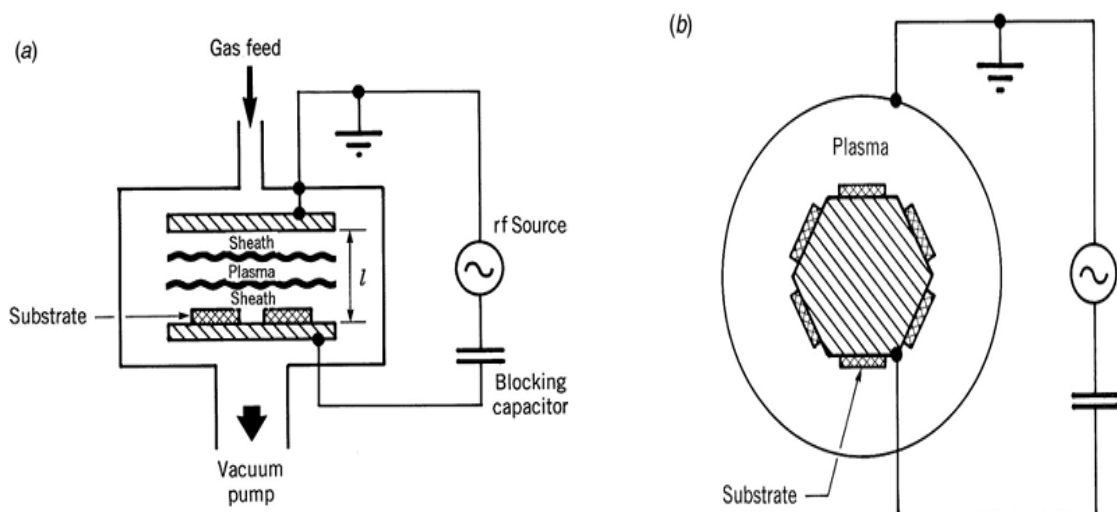 (a)
Gas feed
Sheath
Plasma
Sheath
l
Substrate
rf Source
Blocking
capacitor
Vacuum
pump
(b)
Plasma
Substrate